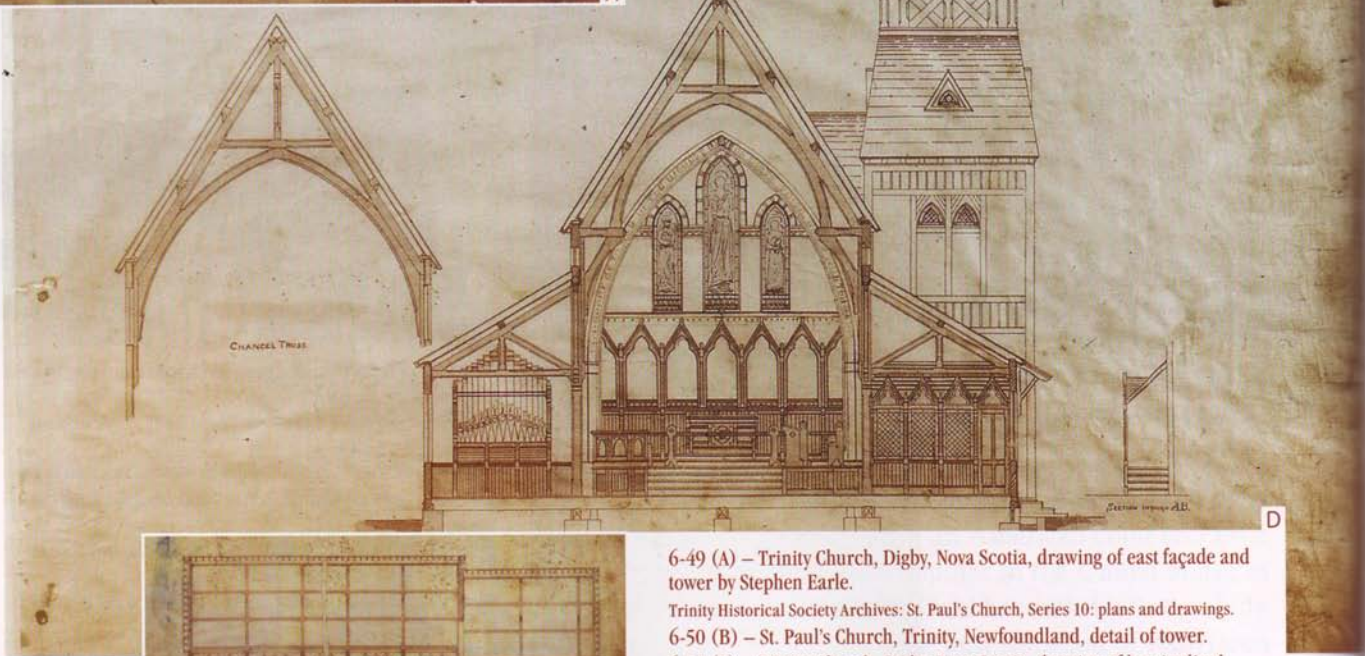 CHANCEL TRUSS
SECTION THROUGH A.B.
D
6-49 (A) – Trinity Church, Digby, Nova Scotia, drawing of east façade and
tower by Stephen Earle.
Trinity Historical Society Archives: St. Paul's Church, Series 10: plans and drawings.
6-50 (B) – St. Paul's Church, Trinity, Newfoundland, detail of tower.